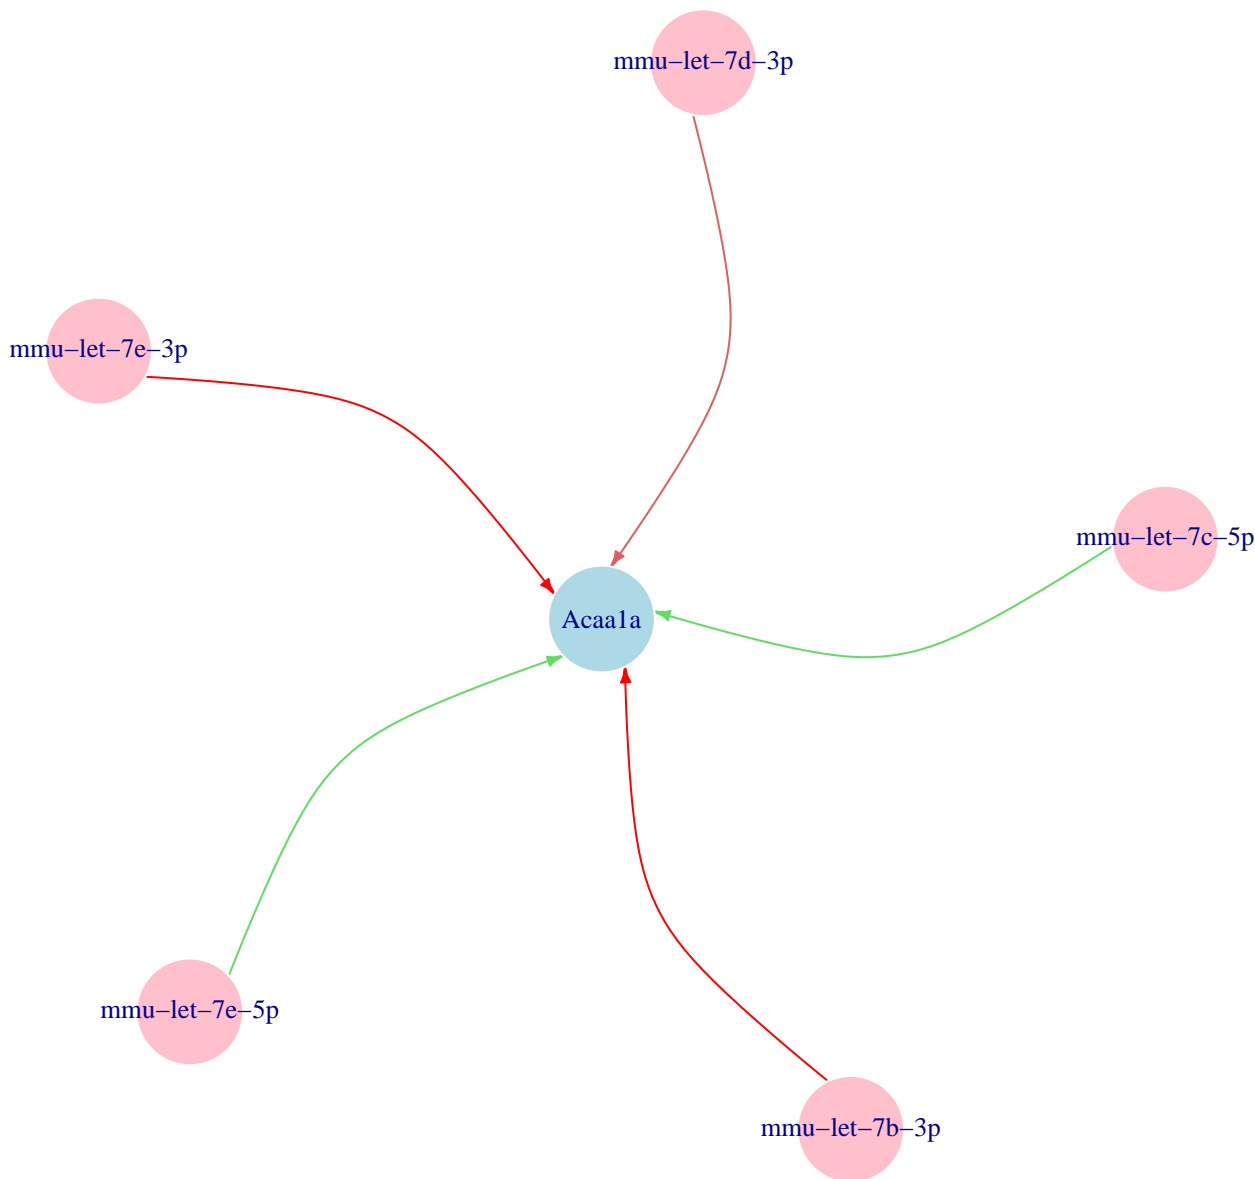 mmu–let–7d–3p
mmu–let–7e–3p
mmu–let–7c–5p
Acaa1a
mmu–let–7e–5p
mmu–let–7b–3p